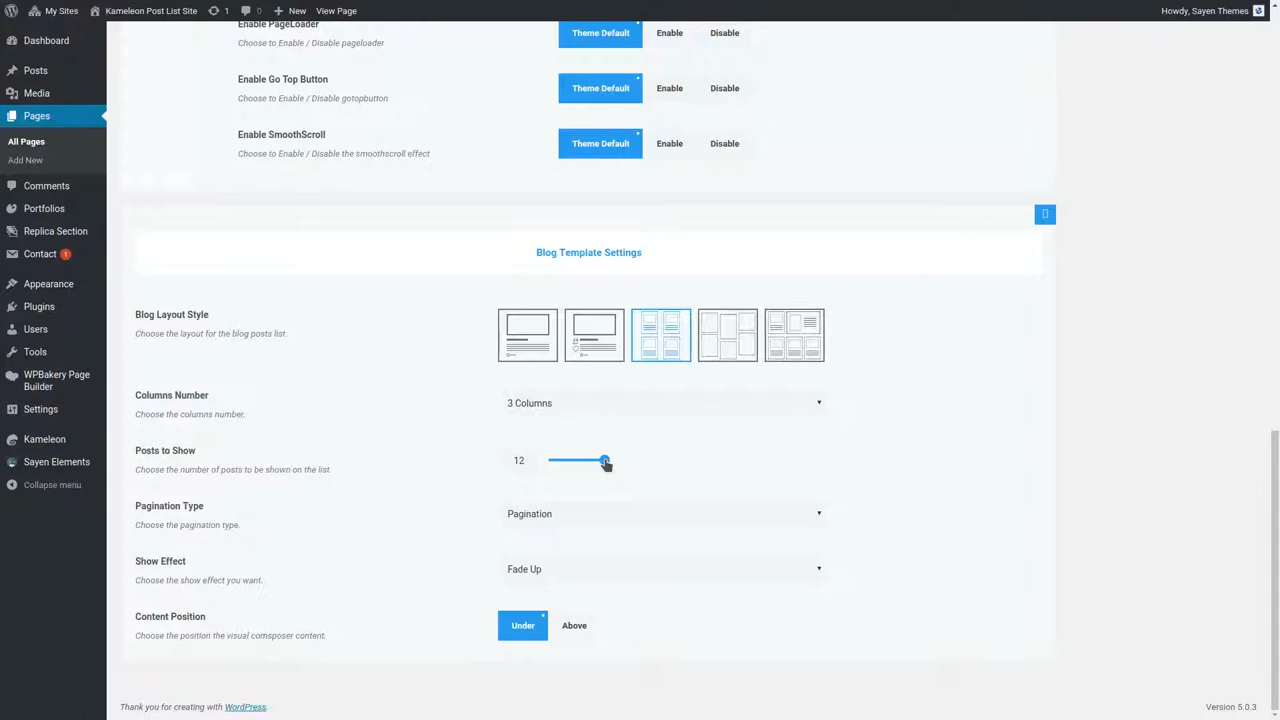 My Sites
Kameleon Post List Site
1
0
New
View Page
Howdy, Sayen Themes
Dashboard
Posts
Media
Pages
All Pages
Add New
Comments
Portfolios
Replica Section
Contact 1
Appearance
Plugins
Users
Tools
WPBakery Page
Builder
Settings
Kameleon
Sayen Elements
Collapse menu
Enable PageLoader
Choose to Enable / Disable pageloader
Theme Default Enable Disable
Enable Go Top Button
Choose to Enable / Disable gotopbutton
Theme Default Enable Disable
Enable SmoothScroll
Choose to Enable / Disable the smoothscroll effect
Theme Default Enable Disable
Blog Template Settings
Blog Layout Style
Choose the layout for the blog posts list.
Columns Number
Choose the columns number.
3 Columns
Posts to Show
Choose the number of posts to be shown on the list.
12
Pagination Type
Choose the pagination type.
Pagination
Show Effect
Choose the show effect you want.
Fade Up
Content Position
Choose the position the visual comsposer content.
Under Above
Thank you for creating with WordPress.
Version 5.0.3